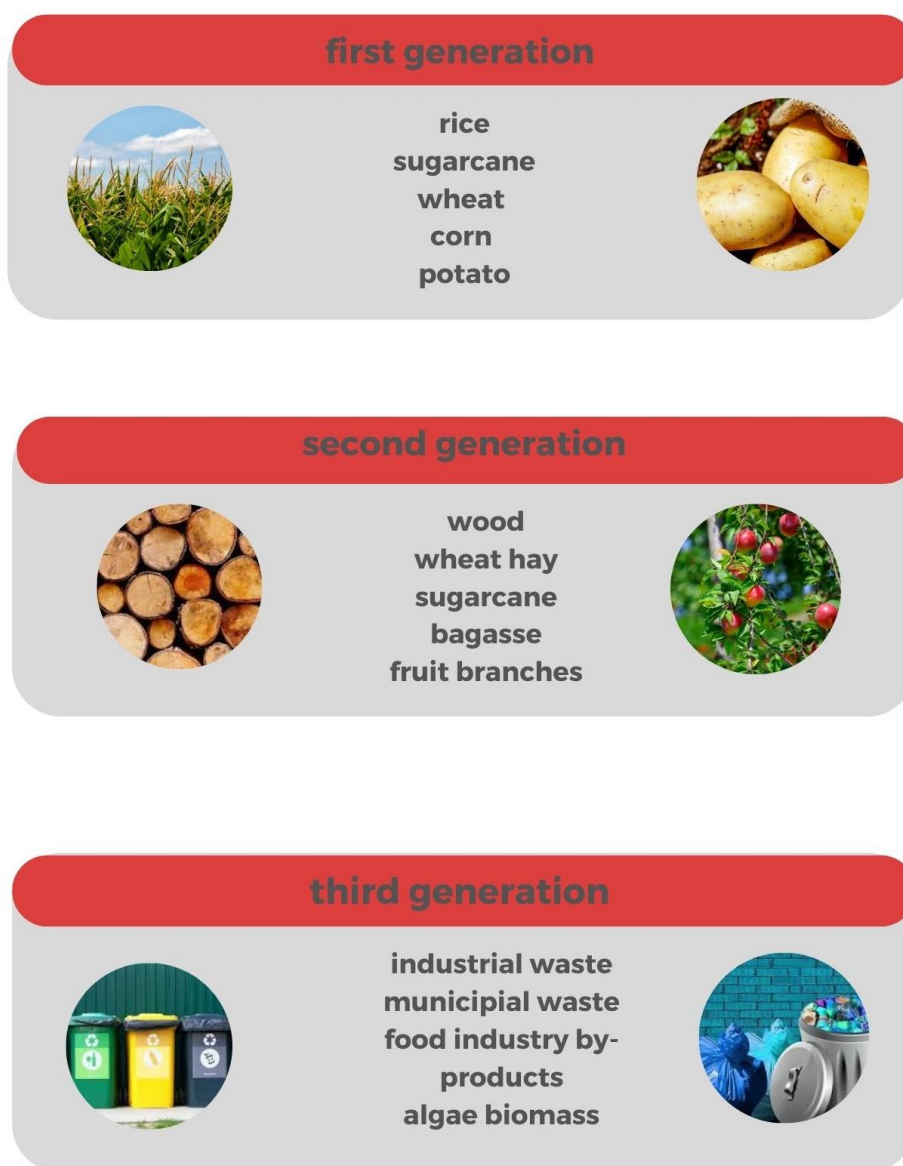 first generation
rice
sugarcane
wheat
corn
potato
second generation
wood
wheat hay
sugarcane
bagasse
fruit branches
third generation
industrial waste
municipial waste
food industry by-
products
algae biomass